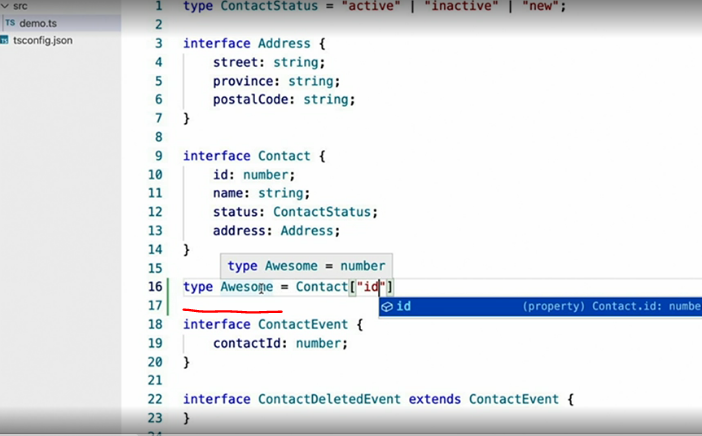 src
TS demo.ts
tsconfig.json
1 type ContactStatus = "active" | "inactive" | "new";
2
3 interface Address {
4 street: string;
5 province: string;
6 postalCode: string;
7 }
8
9 interface Contact {
10 id: number;
11 name: string;
12 status: ContactStatus;
13 address: Address;
14 }
15
type Awesome = number
16 type Awesome = Contact["id"]
17
id (property) Contact.id: numbe
18 interface ContactEvent {
19 contactId: number;
20 }
21
22 interface ContactDeletedEvent extends ContactEvent {
23 }